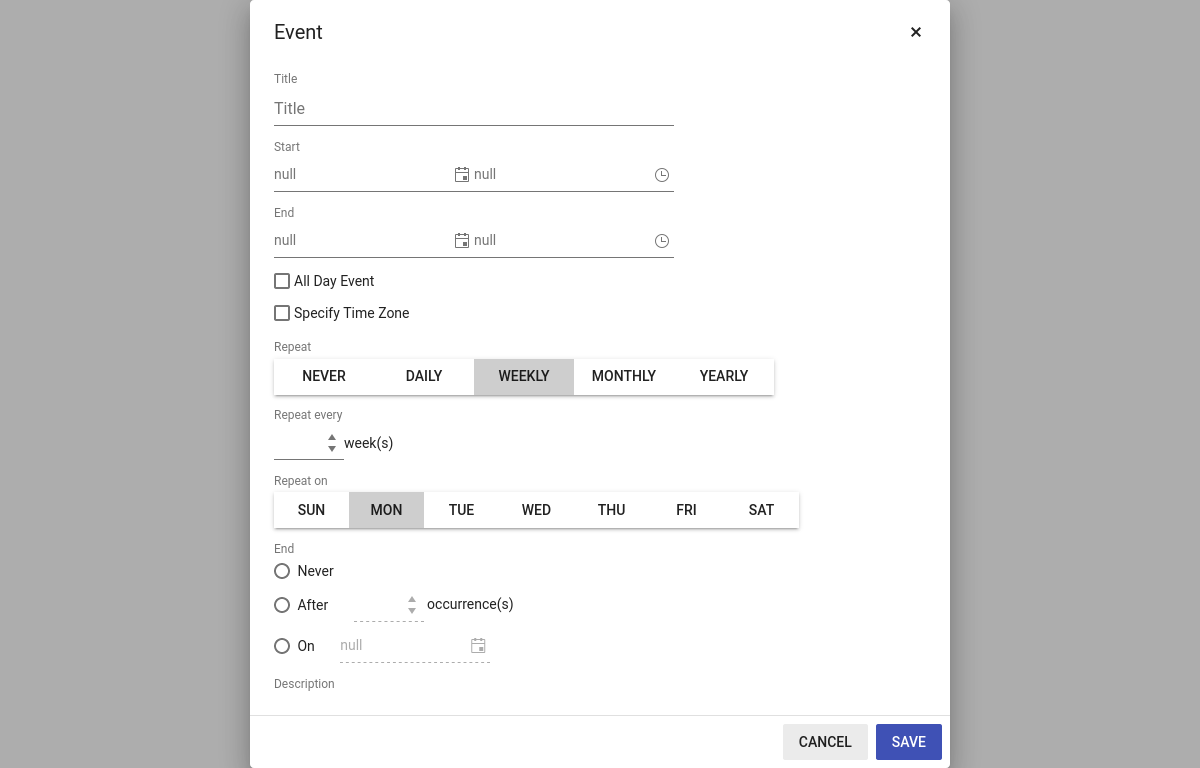 Event
Title
Title
Start
null null
End
null null
All Day Event
Specify Time Zone
Repeat
NEVER DAILY WEEKLY MONTHLY YEARLY
Repeat every
week(s)
Repeat on
SUN MON TUE WED THU FRI SAT
End
Never
After occurrence(s)
On null
Description
CANCEL SAVE